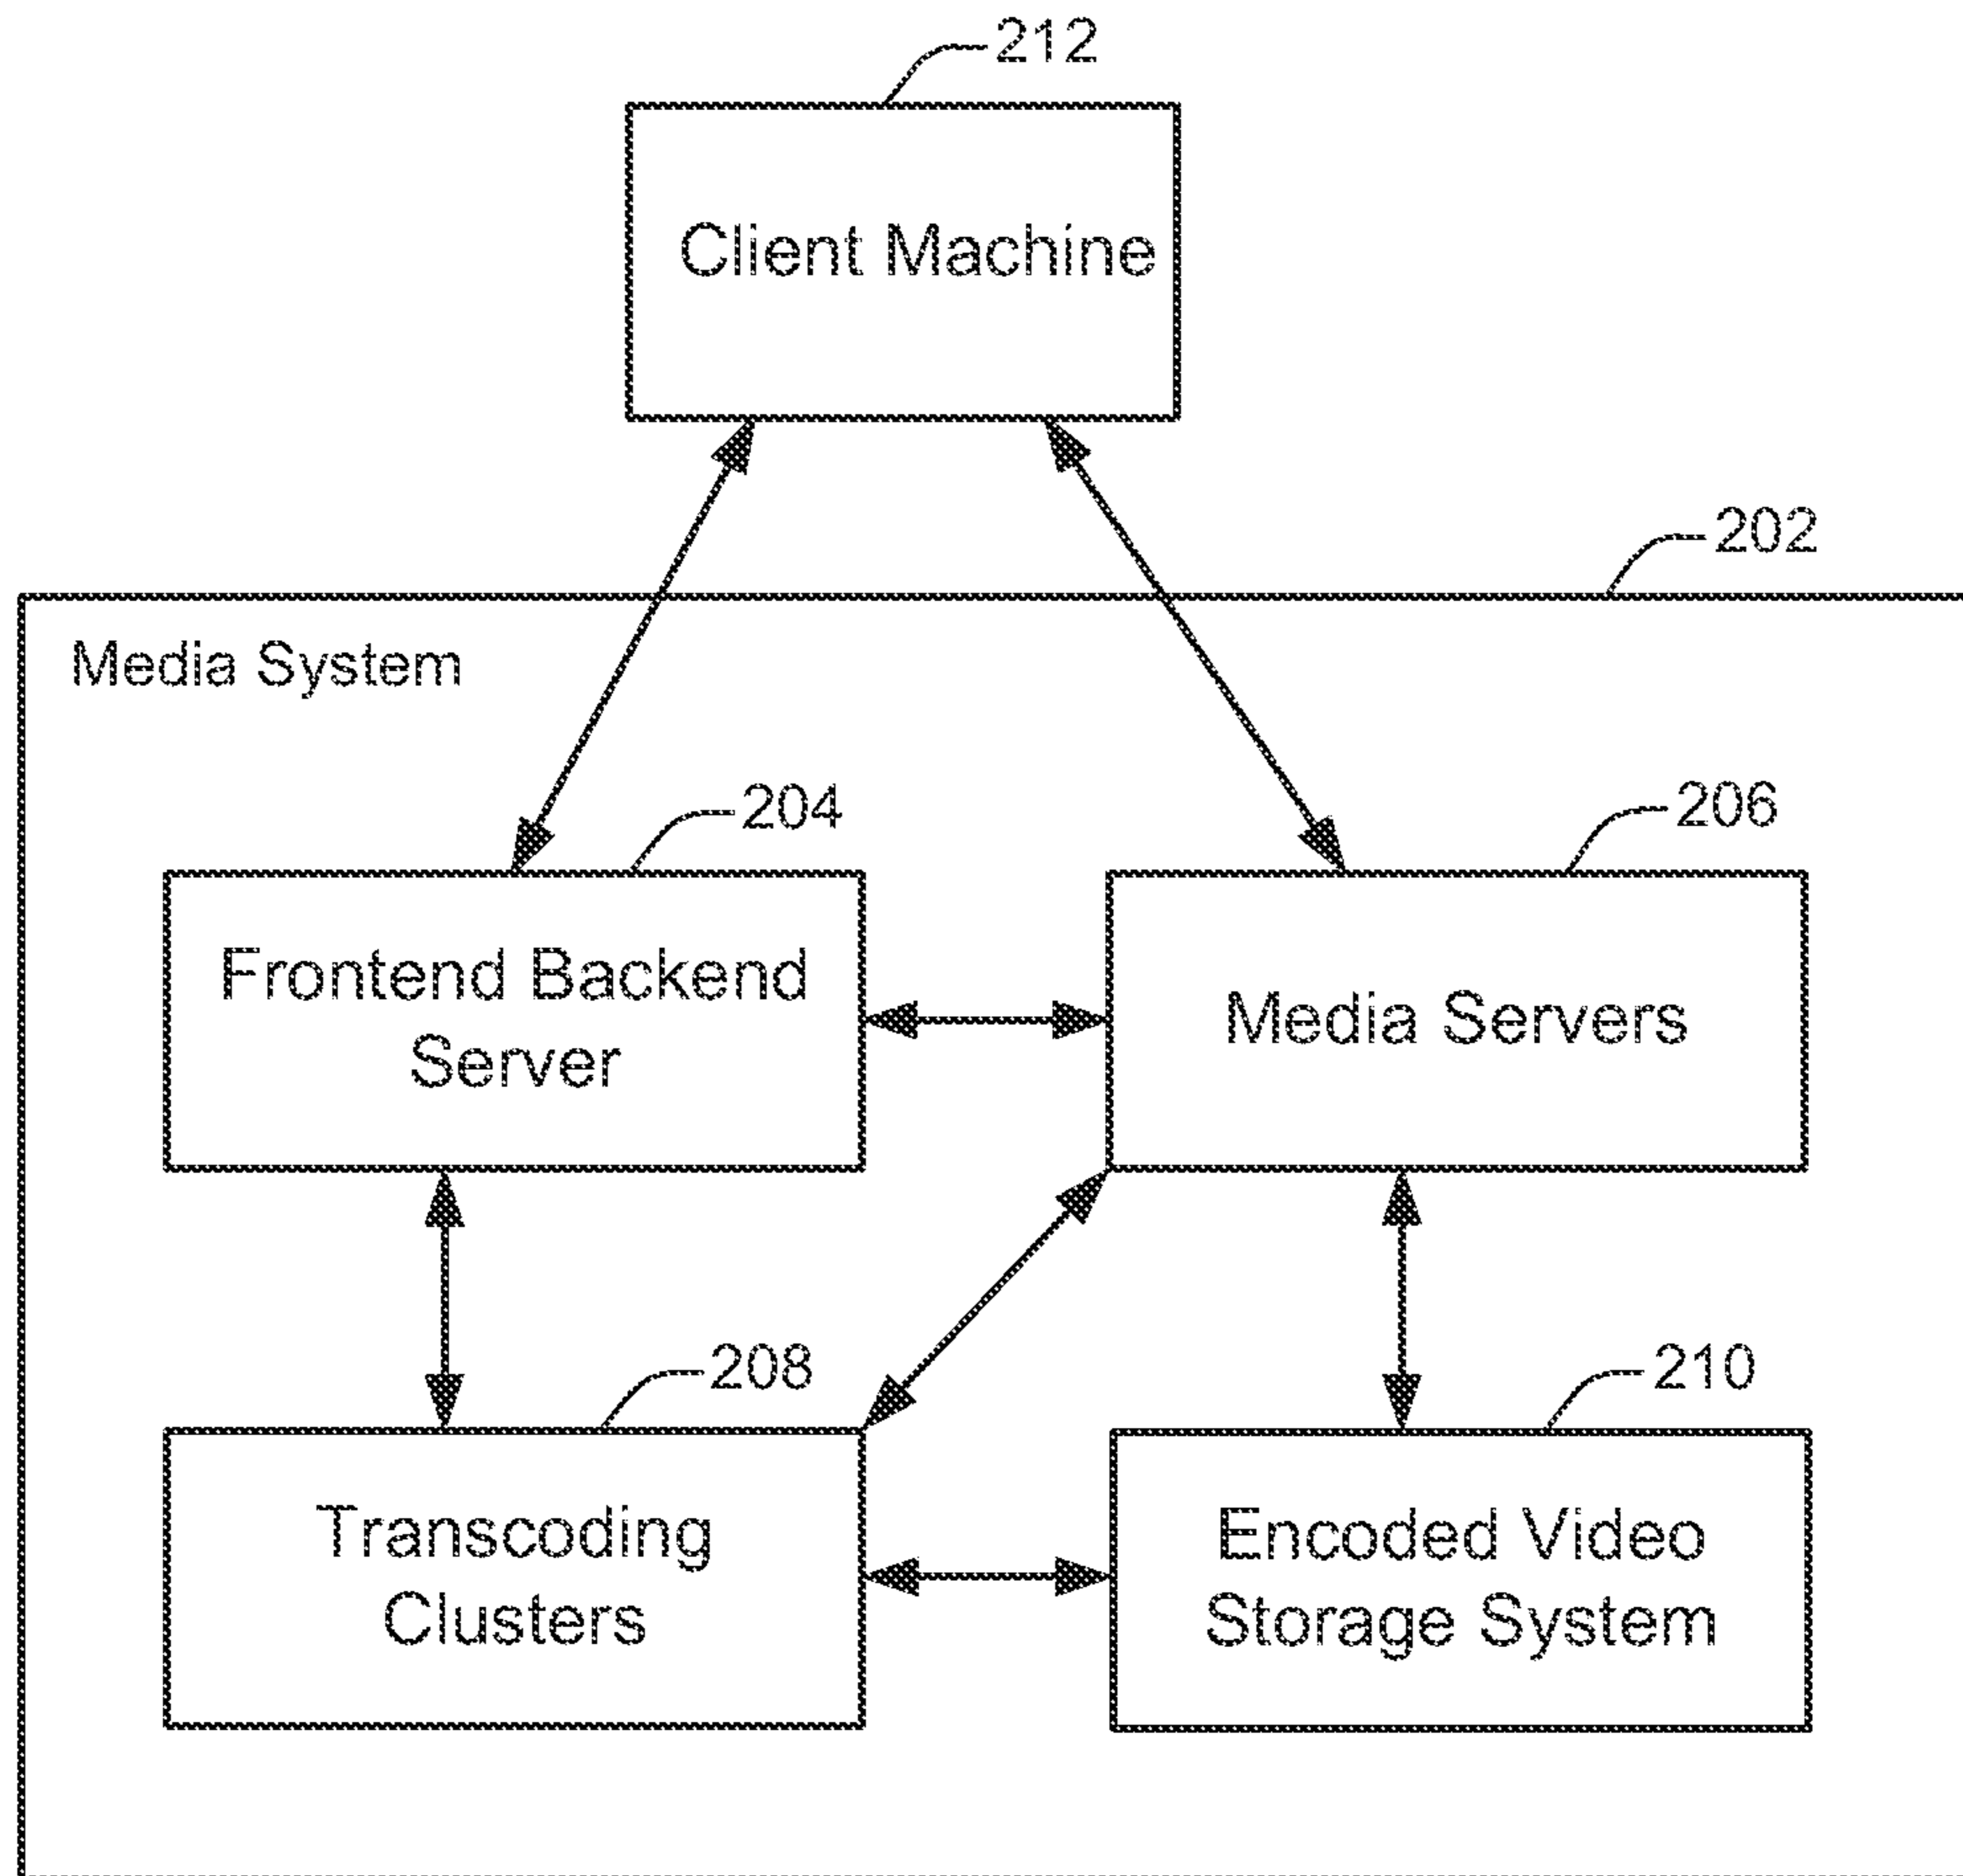 212
Client Machine
202
Media System
204
206
Frontend Backend
Server
Media Servers
208
210
Transcoding
Clusters
Encoded Video
Storage System